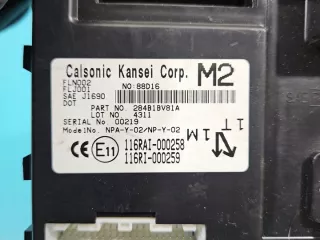 Calsonic Kansei Corp. M2
FLN002 NO.88D16
FLJ001
SAE J1690
DOT
PART NO. 284B1BV81A
LOT NO 4311
SERIAL NO 00219
Model No. NPA-Y-02/NP-Y-02
1M
1T
E11 116RAI-000258
116RI-000259